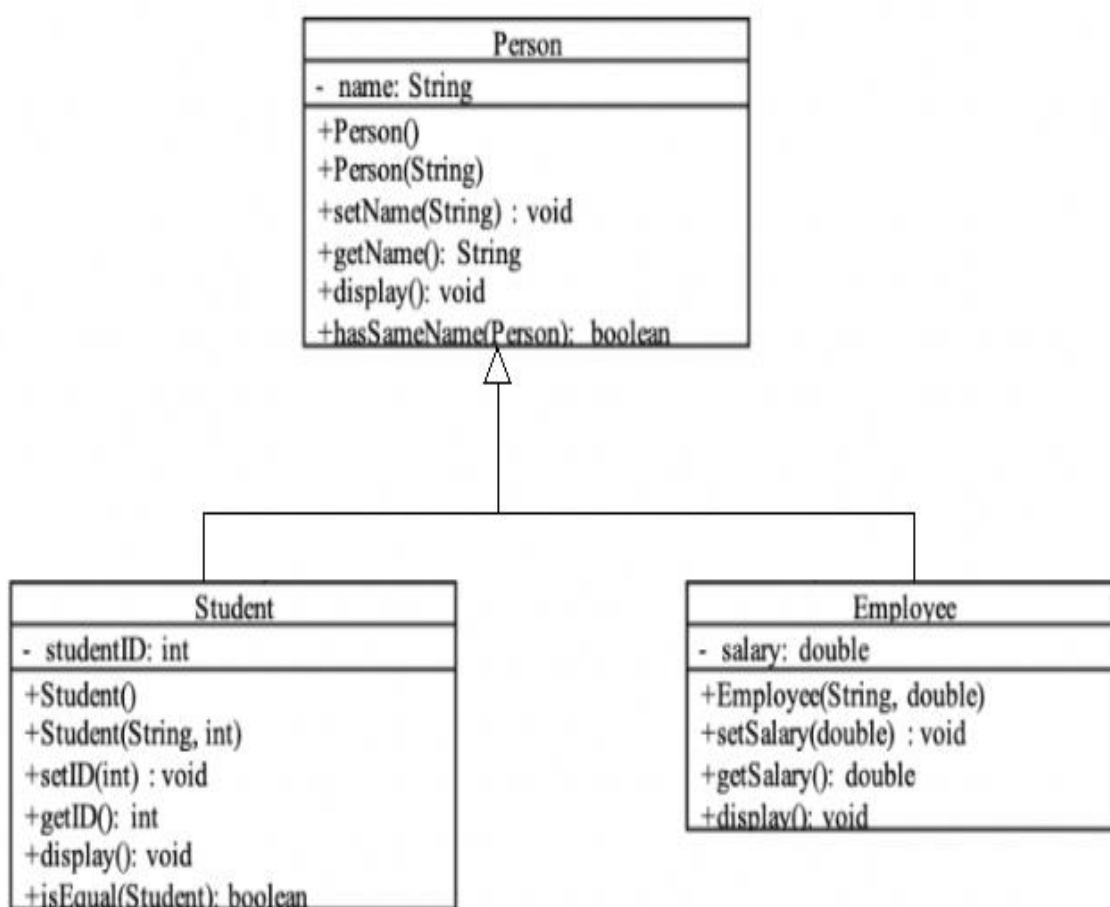 Person
- name: String
+Person()
+Person(String)
+setName(String) : void
+getName(): String
+display(): void
+hasSameName(Person): boolean
Student
- studentID: int
+Student()
+Student(String, int)
+setID(int) : void
+getID(): int
+display(): void
+isEqual(Student): boolean
Employee
- salary: double
+Employee(String, double)
+setSalary(double) : void
+getSalary(): double
+display(): void